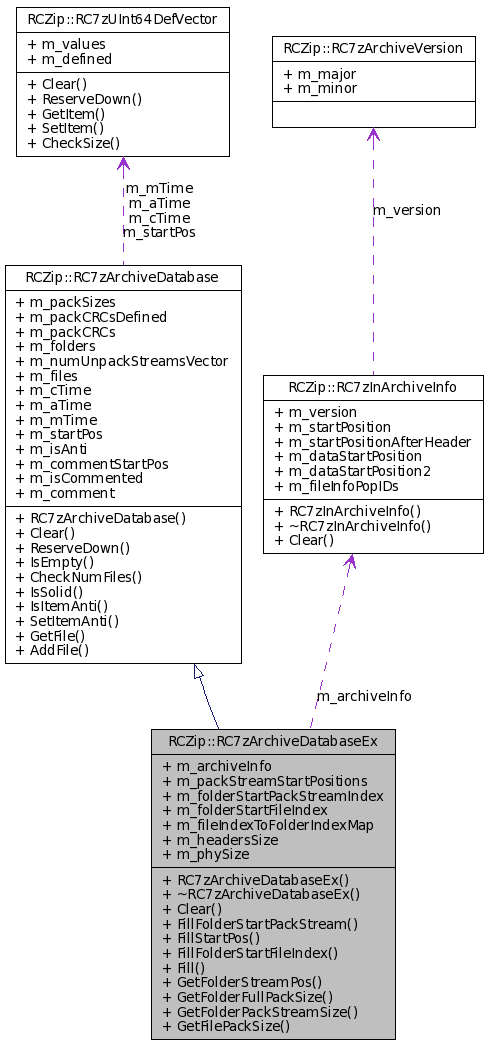 RCZip::RC7zUInt64DefVector
+ m_values
+ m_defined
+ Clear()
+ ReserveDown()
+ GetItem()
+ SetItem()
+ CheckSize()
RCZip::RC7zArchiveVersion
+ m_major
+ m_minor
m_mTime
m_aTime
m_cTime
m_startPos
m_version
RCZip::RC7zArchiveDatabase
+ m_packSizes
+ m_packCRCsDefined
+ m_packCRCs
+ m_folders
+ m_numUnpackStreamsVector
+ m_files
+ m_cTime
+ m_aTime
+ m_mTime
+ m_startPos
+ m_isAnti
+ m_commentStartPos
+ m_isCommented
+ m_comment
+ RC7zArchiveDatabase()
+ Clear()
+ ReserveDown()
+ IsEmpty()
+ CheckNumFiles()
+ IsSolid()
+ IsItemAnti()
+ SetItemAnti()
+ GetFile()
+ AddFile()
RCZip::RC7zInArchiveInfo
+ m_version
+ m_startPosition
+ m_startPositionAfterHeader
+ m_dataStartPosition
+ m_dataStartPosition2
+ m_fileInfoPopIDs
+ RC7zInArchiveInfo()
+ ~RC7zInArchiveInfo()
+ Clear()
m_archiveInfo
RCZip::RC7zArchiveDatabaseEx
+ m_archiveInfo
+ m_packStreamStartPositions
+ m_folderStartPackStreamIndex
+ m_folderStartFileIndex
+ m_fileIndexToFolderIndexMap
+ m_headersSize
+ m_phySize
+ RC7zArchiveDatabaseEx()
+ ~RC7zArchiveDatabaseEx()
+ Clear()
+ FillFolderStartPackStream()
+ FillStartPos()
+ FillFolderStartFileIndex()
+ Fill()
+ GetFolderStreamPos()
+ GetFolderFullPackSize()
+ GetFolderPackStreamSize()
+ GetFilePackSize()